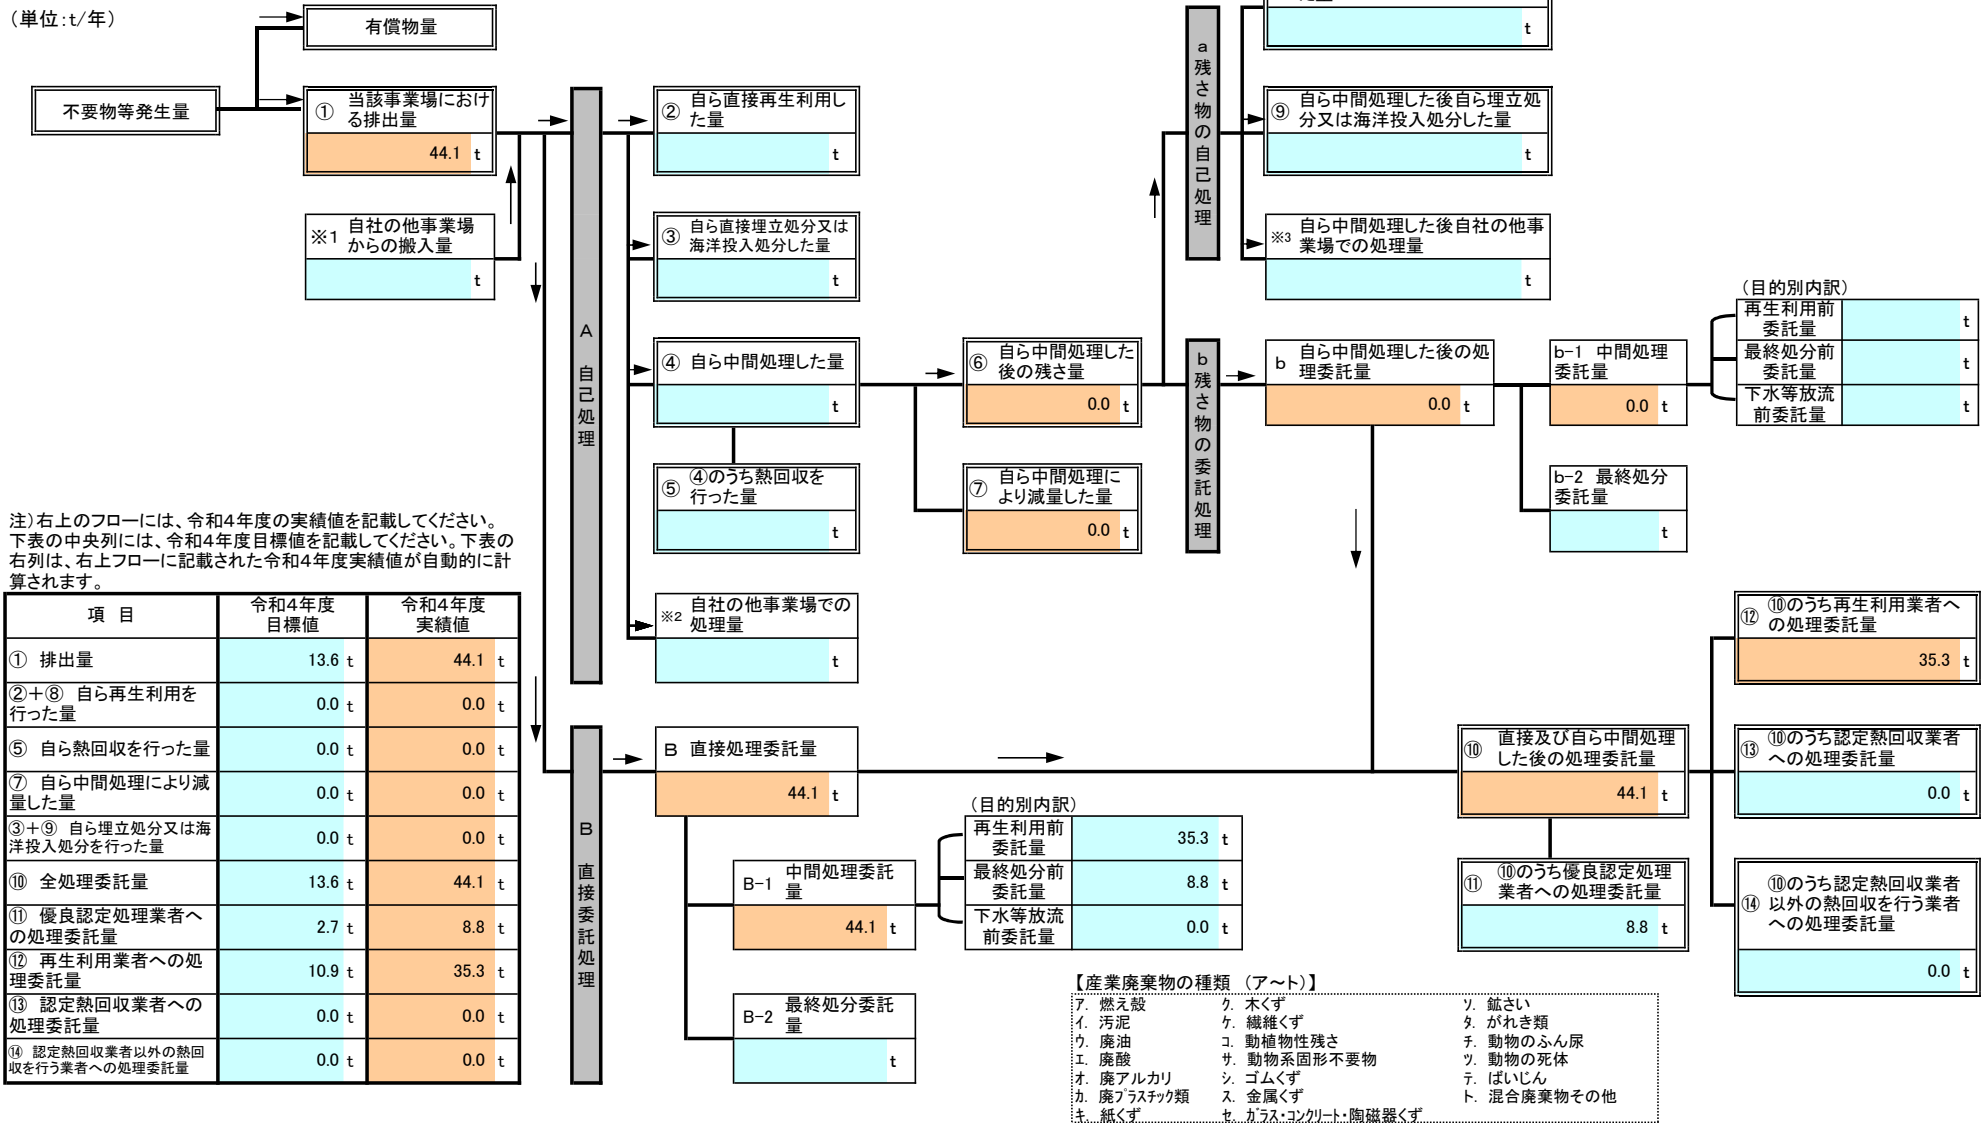 （単位：t/年）
有償物量
不要物等発生量
① 当該事業場におけ
る排出量
44.1 t
※1 自社の他事業場
からの搬入量
t
A 自己処理
② 自ら直接再生利用し
た量
t
③ 自ら直接埋立処分又は
海洋投入処分した量
t
④ 自ら中間処理した量
t
⑤ ④のうち熱回収を
行った量
t
※2 自社の他事業場での
処理量
t
⑥ 自ら中間処理した
後の残さ量
0.0 t
⑦ 自ら中間処理に
より減量した量
0.0 t
a 残さ物の自己処理
t
⑨ 自ら中間処理した後自ら埋立処
分又は海洋投入処分した量
t
※3 自ら中間処理した後自社の他事
業場での処理量
t
b 残さ物の委託処理
b 自ら中間処理した後の処
理委託量
0.0 t
b-1 中間処理
委託量
0.0 t
b-2 最終処分
委託量
t
（目的別内訳）
再生利用前
委託量
t
最終処分前
委託量
t
下水等放流
前委託量
t
注）右上のフローには、令和4年度の実績値を記載してください。
下表の中央列には、令和4年度目標値を記載してください。下表の
右列は、右上フローに記載された令和4年度実績値が自動的に計
算されます。
項 目 令和4年度 令和4年度
目標値 実績値
① 排出量 13.6 t 44.1 t
②＋⑧ 自ら再生利用を
行った量 0.0 t 0.0 t
⑤ 自ら熱回収を行った量 0.0 t 0.0 t
⑦ 自ら中間処理により減
量した量 0.0 t 0.0 t
③＋⑨ 自ら埋立処分又は海
洋投入処分を行った量 0.0 t 0.0 t
⑩ 全処理委託量 13.6 t 44.1 t
⑪ 優良認定処理業者へ
の処理委託量 2.7 t 8.8 t
⑫ 再生利用業者への処
理委託量 10.9 t 35.3 t
⑬ 認定熱回収業者への
処理委託量 0.0 t 0.0 t
⑭ 認定熱回収業者以外の熱回
収を行う業者への処理委託量 0.0 t 0.0 t
B 直接委託処理
B 直接処理委託量
44.1 t
B-1 中間処理委託
量
44.1 t
B-2 最終処分委託
量
t
（目的別内訳）
再生利用前
委託量
35.3 t
最終処分前
委託量
8.8 t
下水等放流
前委託量
0.0 t
⑩ 直接及び自ら中間処理
した後の処理委託量
44.1 t
⑪ ⑩のうち優良認定処理
業者への処理委託量
8.8 t
⑫ ⑩のうち再生利用業者へ
の処理委託量
35.3 t
⑬ ⑩のうち認定熱回収業者
への処理委託量
0.0 t
⑭ ⑩のうち認定熱回収業者
以外の熱回収を行う業者
への処理委託量
0.0 t
【産業廃棄物の種類 （ア～ト）】
ア. 燃え殻 ク. 木くず ソ. 鉱さい
イ. 汚泥 ケ. 繊維くず タ. がれき類
ウ. 廃油 コ. 動植物性残さ チ. 動物のふん尿
エ. 廃酸 サ. 動物系固形不要物 ツ. 動物の死体
オ. 廃アルカリ シ. ゴムくず テ. ばいじん
カ. 廃プラスチック類 ス. 金属くず ト. 混合廃棄物その他
キ. 紙くず セ. ガラス・コンクリート・陶磁器くず